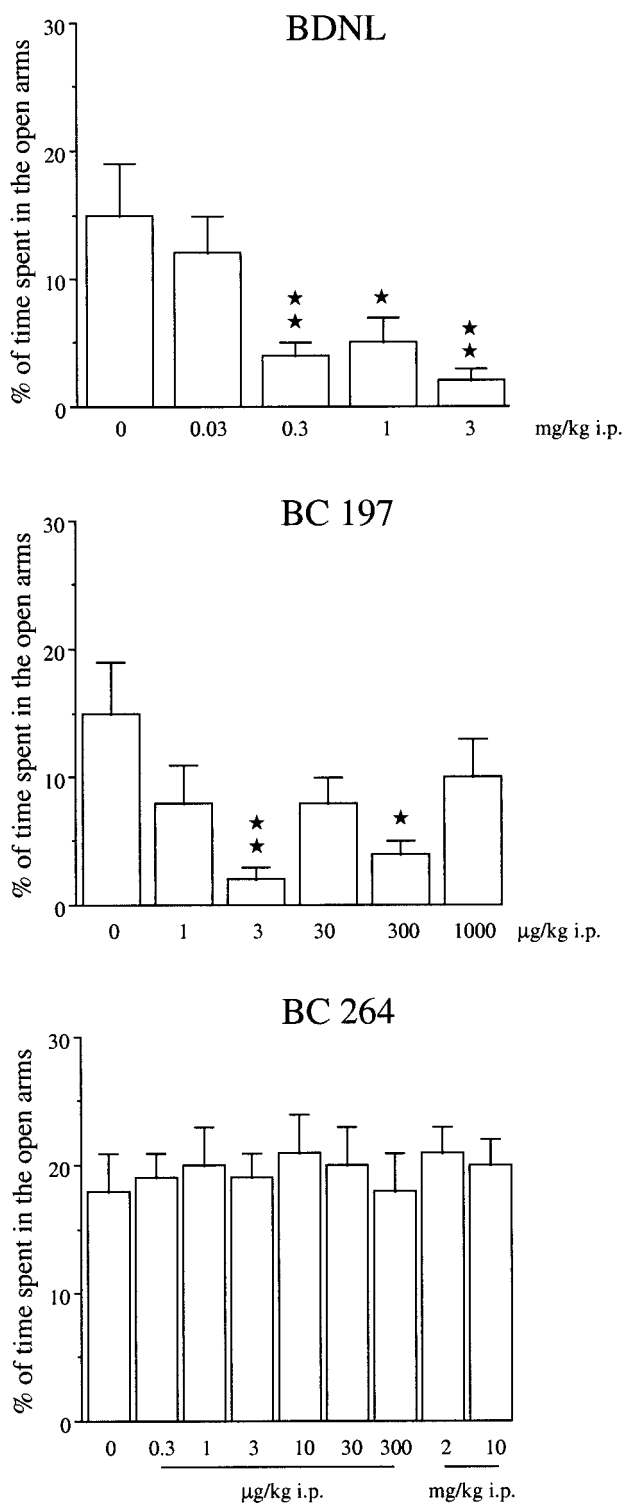 BDNL
% of time spent in the open arms
30
20
10
0
0 0.03 0.3 1 3 mg/kg i.p.
BC 197
% of time spent in the open arms
30
20
10
0
0 1 3 30 300 1000 μg/kg i.p.
BC 264
% of time spent in the open arms
30
20
10
0
0 0.3 1 3 10 30 300 2 10
μg/kg i.p. mg/kg i.p.